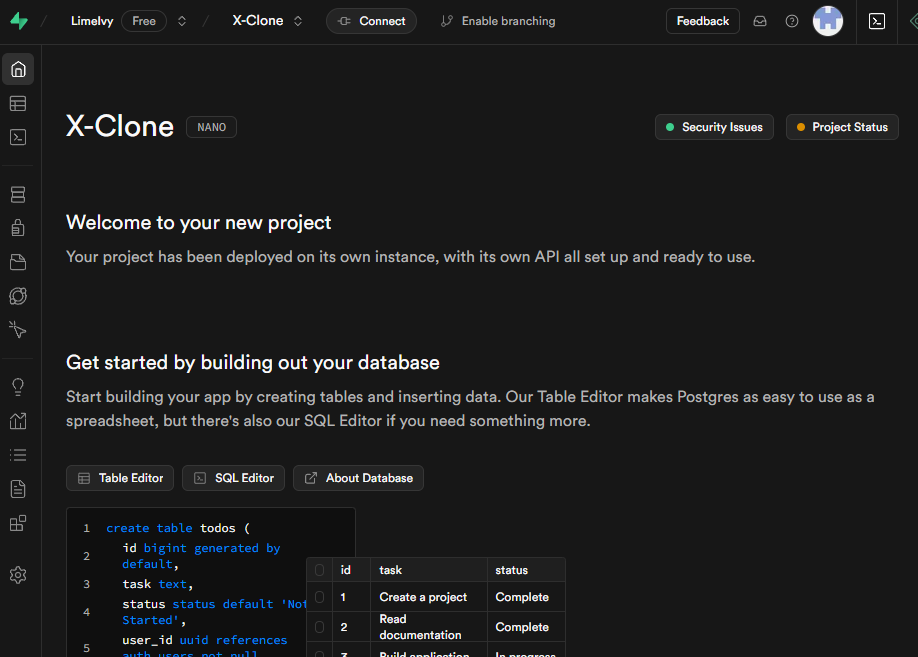 Limelvy Free X-Clone Connect Enable branching Feedback
X-Clone NANO Security Issues Project Status
Welcome to your new project
Your project has been deployed on its own instance, with its own API all set up and ready to use.
Get started by building out your database
Start building your app by creating tables and inserting data. Our Table Editor makes Postgres as easy to use as a
spreadsheet, but there's also our SQL Editor if you need something more.
Table Editor SQL Editor About Database
1 create table todos (
2 id bigint generated by
default,
3 task text,
4 status status default 'Not
Started',
5 user_id uuid references
auth.users not null,
id task status
1 Create a project Complete
2 Read documentation Complete
3 Build application In progress